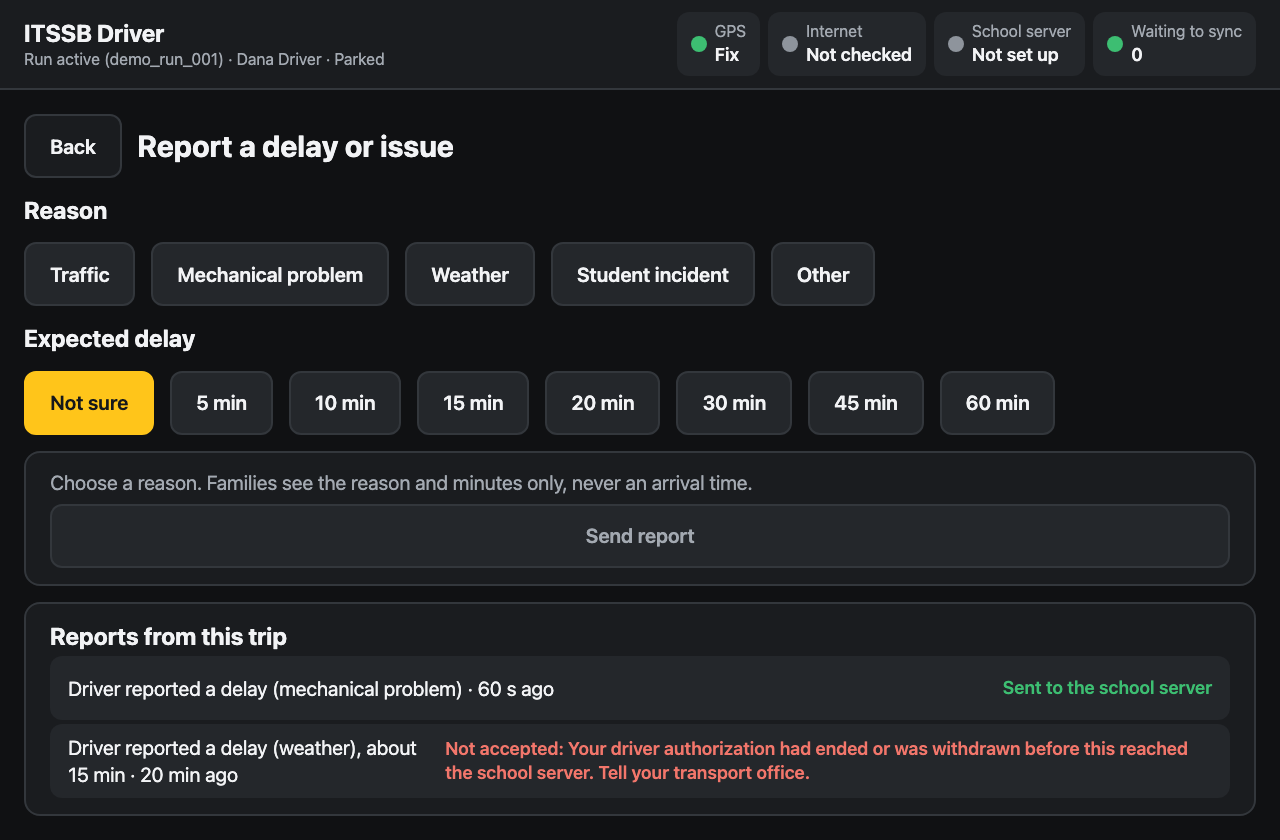 ITSSB Driver
Run active (demo_run_001) · Dana Driver · Parked
GPS
Fix
Internet
Not checked
School server
Not set up
Waiting to sync
0
Back
Report a delay or issue
Reason
Traffic
Mechanical problem
Weather
Student incident
Other
Expected delay
Not sure
5 min
10 min
15 min
20 min
30 min
45 min
60 min
Choose a reason. Families see the reason and minutes only, never an arrival time.
Send report
Reports from this trip
Driver reported a delay (mechanical problem) · 60 s ago
Sent to the school server
Driver reported a delay (weather), about
15 min · 20 min ago
Not accepted: Your driver authorization had ended or was withdrawn before this reached
the school server. Tell your transport office.